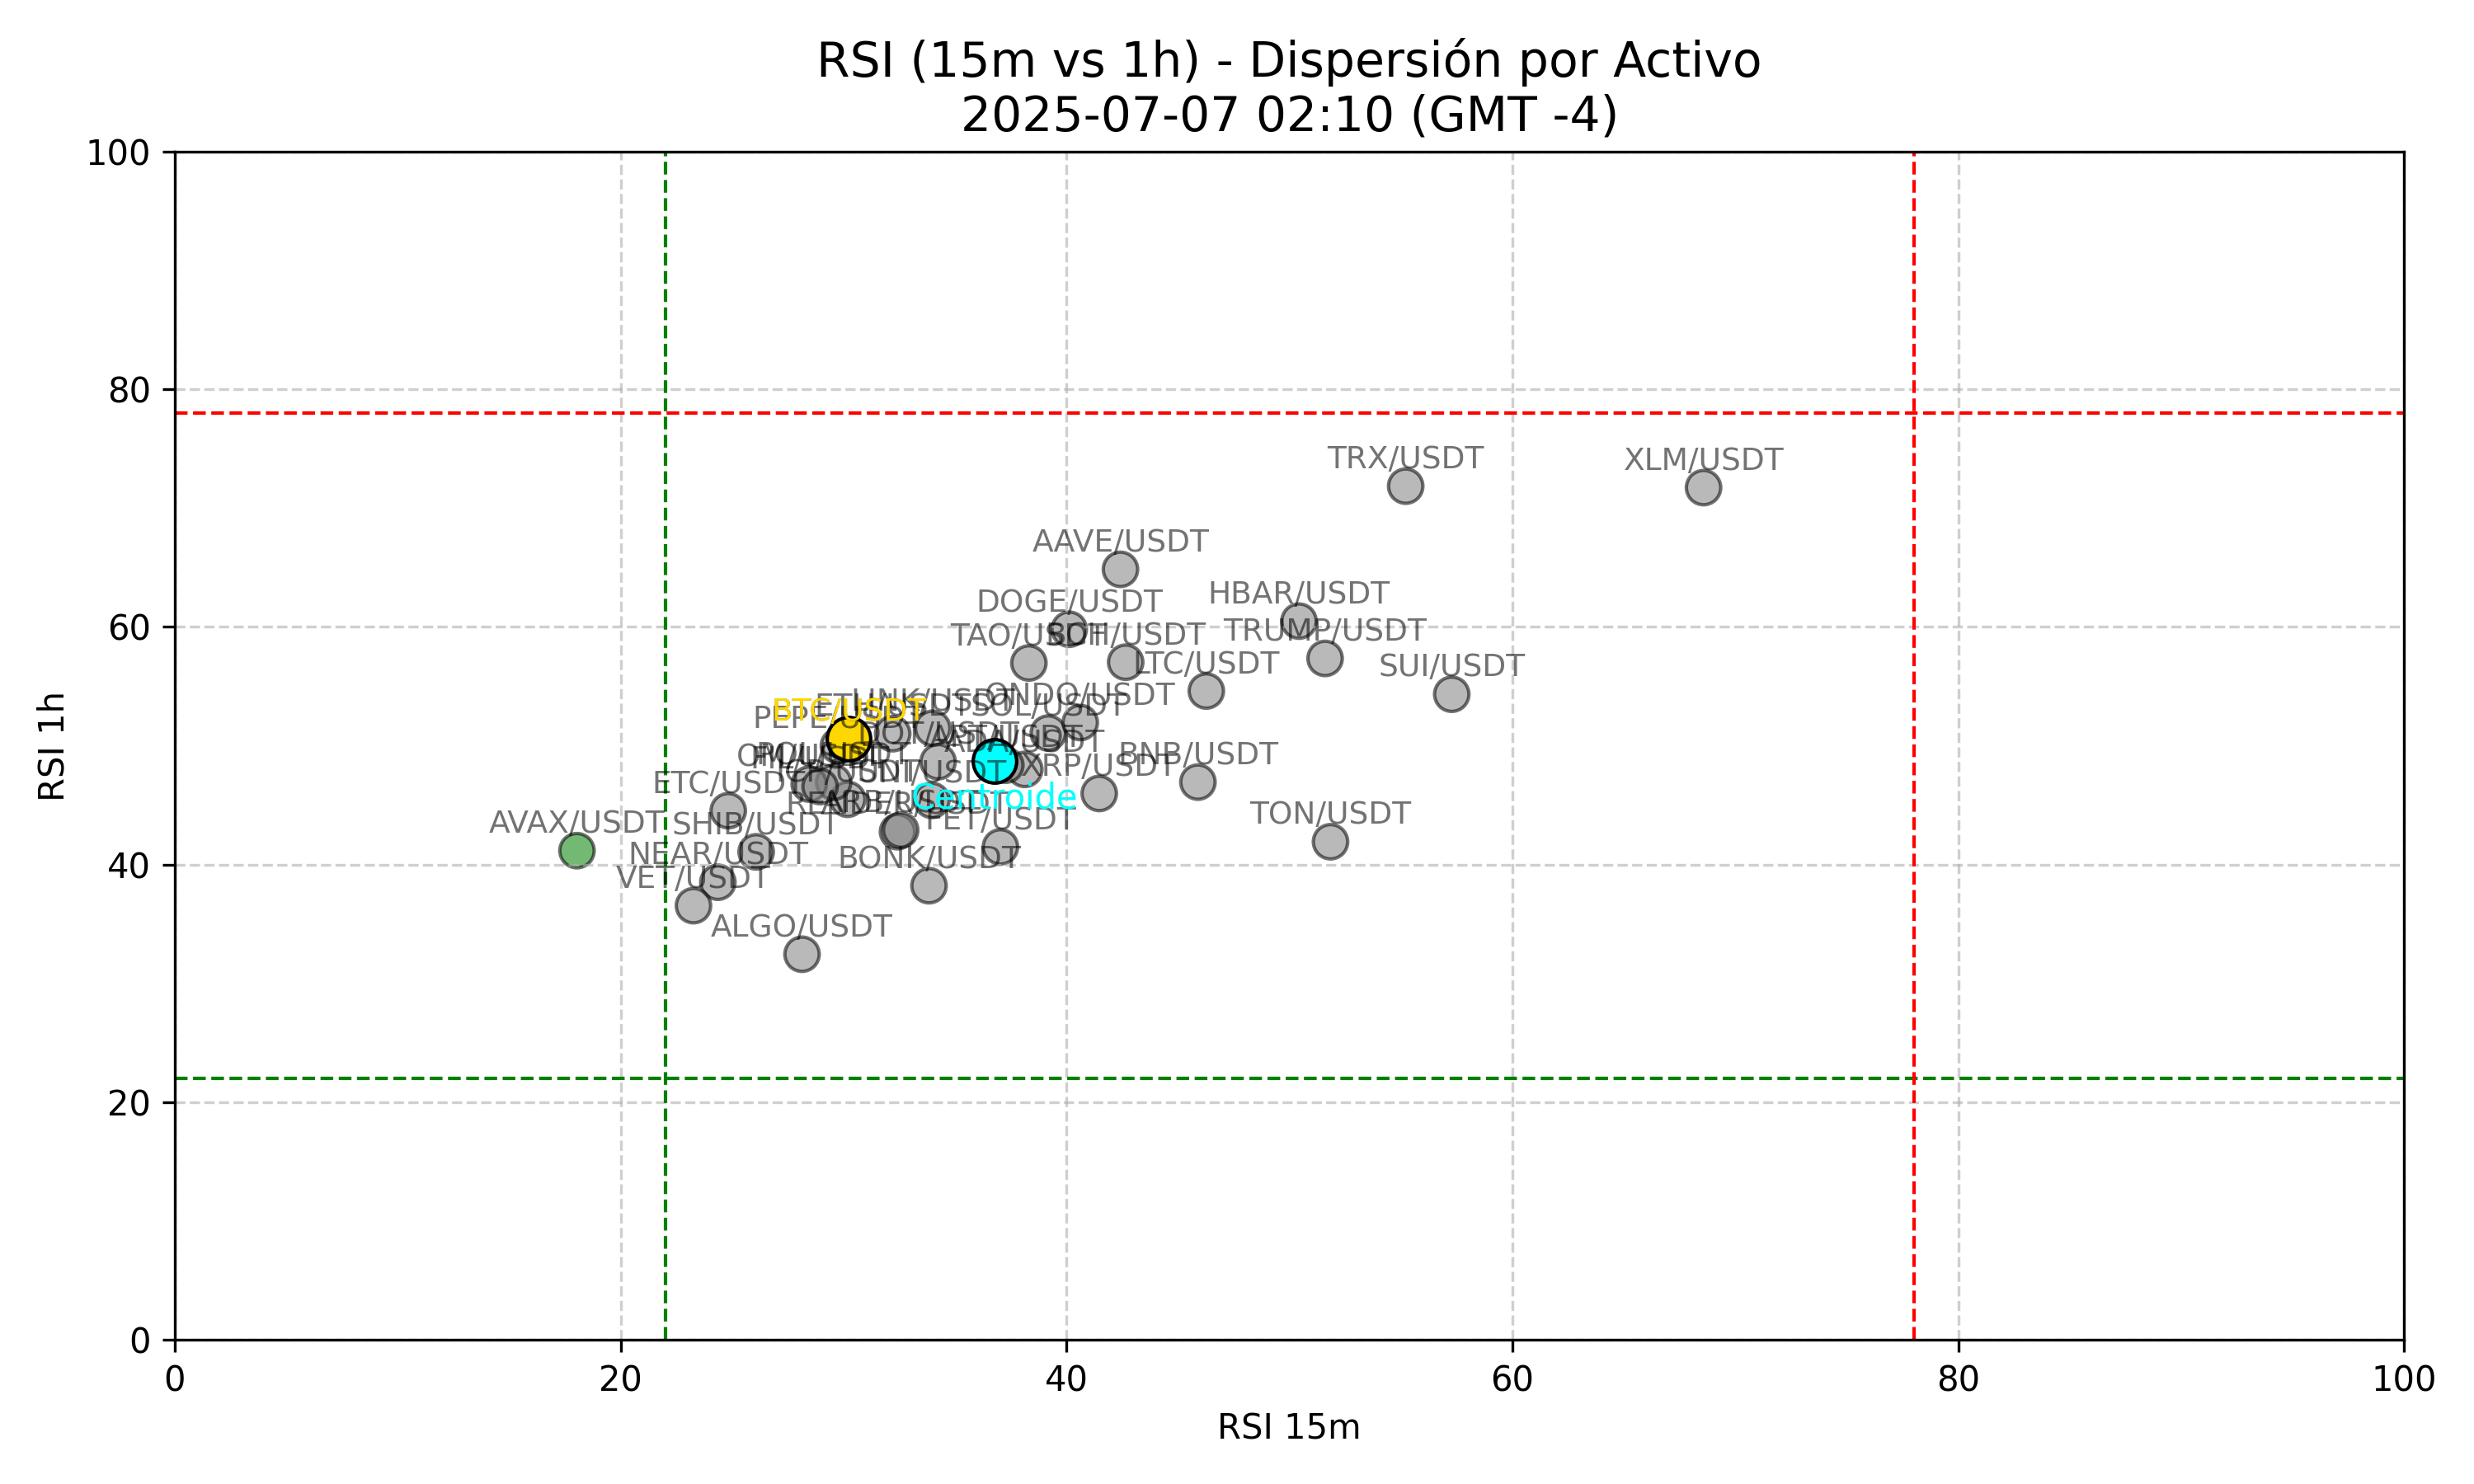 RSI (15m vs 1h) - Dispersión por Activo
2025-07-07 02:10 (GMT -4)
100
80
60
40
20
0
RSI 1h
TRX/USDT
XLM/USDT
AAVE/USDT
HBAR/USDT
DOGE/USDT
TRUMP/USDT
TAO/USDT
BCH/USDT
LTC/USDT
SUI/USDT
ONDO/USDT
LINK/USDT
SOL/USDT
BTC/USDT
BNB/USDT
XRP/USDT
ETC/USDT
Centroide
TON/USDT
AVAX/USDT
SHIB/USDT
FET/USDT
NEAR/USDT
BONK/USDT
VET/USDT
ALGO/USDT
0
20
40
60
80
100
RSI 15m